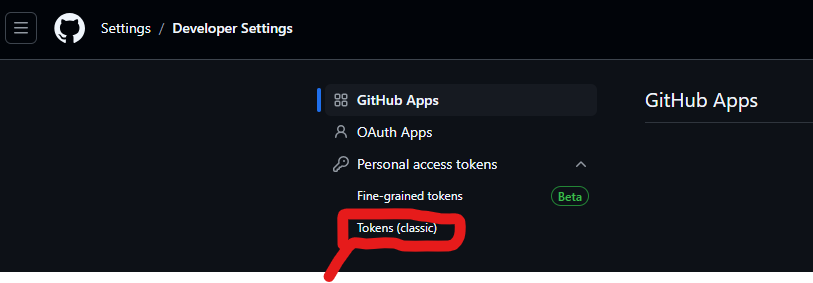 Settings / Developer Settings
GitHub Apps
GitHub Apps
OAuth Apps
Personal access tokens
Fine-grained tokens Beta
Tokens (classic)